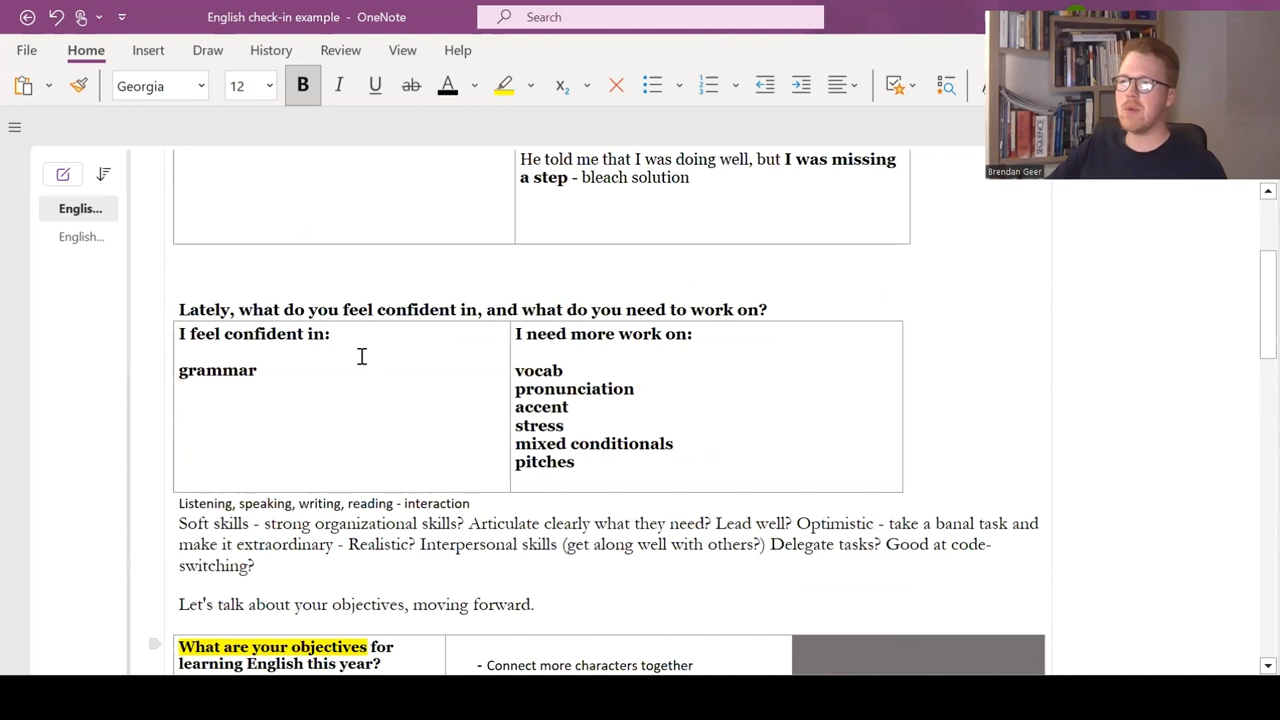 English check-in example - OneNote
Search
File
Home
Insert
Draw
History
Review
View
Help
Georgia
12
B
I
U
ab
A
x₂
Brendan Geer
Englis...
English...
He told me that I was doing well, but I was missing
a step - bleach solution
Lately, what do you feel confident in, and what do you need to work on?
I feel confident in:
I need more work on:
grammar
vocab
pronunciation
accent
stress
mixed conditionals
pitches
Listening, speaking, writing, reading - interaction
Soft skills - strong organizational skills? Articulate clearly what they need? Lead well? Optimistic - take a banal task and
make it extraordinary - Realistic? Interpersonal skills (get along well with others?) Delegate tasks? Good at code-
switching?
Let's talk about your objectives, moving forward.
What are your objectives for
learning English this year?
- Connect more characters together